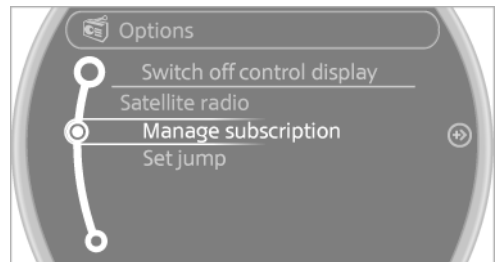 Options
Switch off control display
Satellite radio
Manage subscription
Set jump